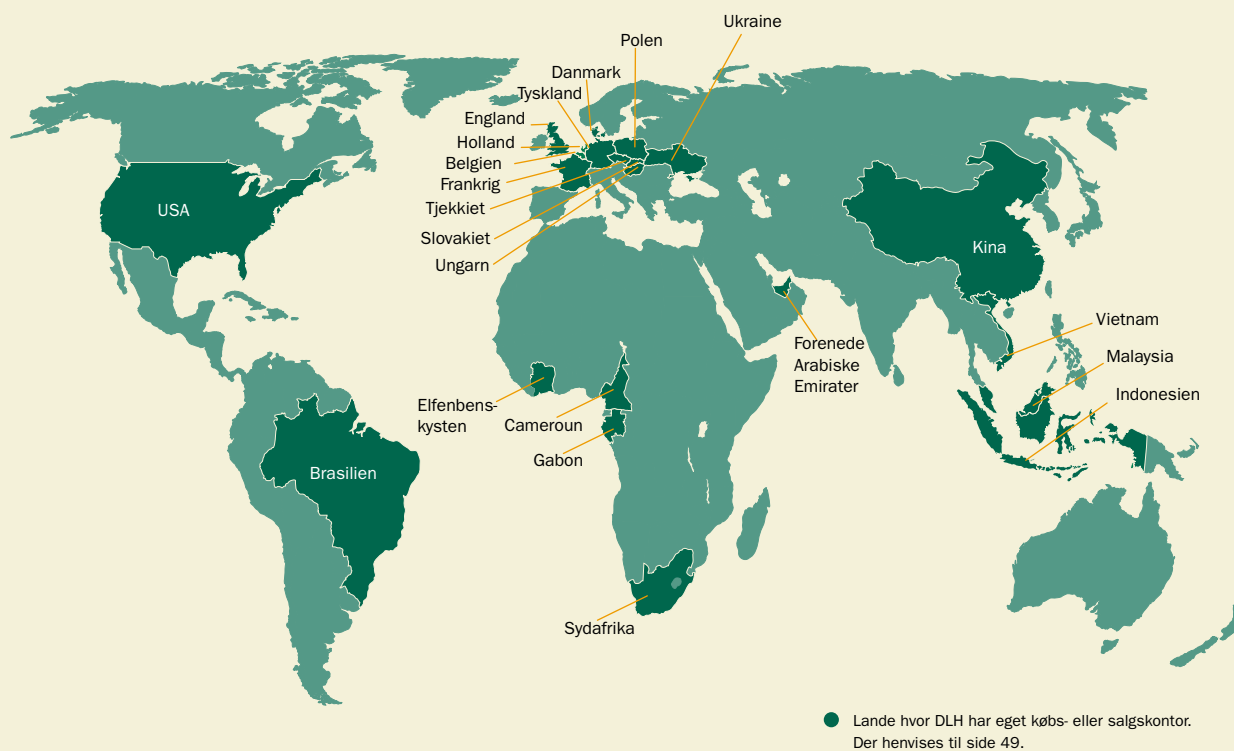 Ukraine
Polen
Danmark
Tyskland
England
Holland
Belgien
Frankrig
Tjekkiet
Slovakiet
Ungarn
USA
Kina
Vietnam
Malaysia
Indonesien
Forenede
Arabiske
Emirater
Elfenbens-
kysten
Cameroun
Gabon
Brasilien
Sydafrika
Lande hvor DLH har eget købs- eller salgskontor.
Der henvises til side 49.